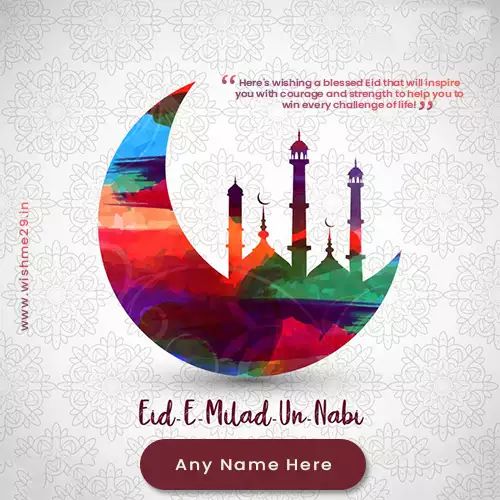 “ Here's wishing a blessed Eid that will inspire
you with courage and strength to help you to
win every challenge of life! ”
www.wishme29.in
Eid-E-Milad-Un-Nabi
Any Name Here